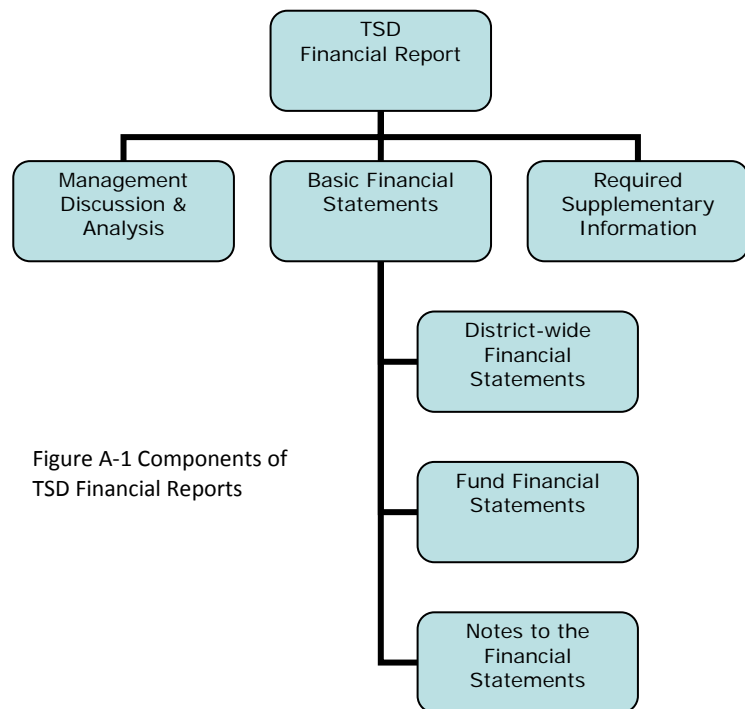 TSD
Financial Report
Management
Discussion &
Analysis
Basic Financial
Statements
Required
Supplementary
Information
District-wide
Financial
Statements
Figure A-1 Components of
TSD Financial Reports
Fund Financial
Statements
Notes to the
Financial
Statements